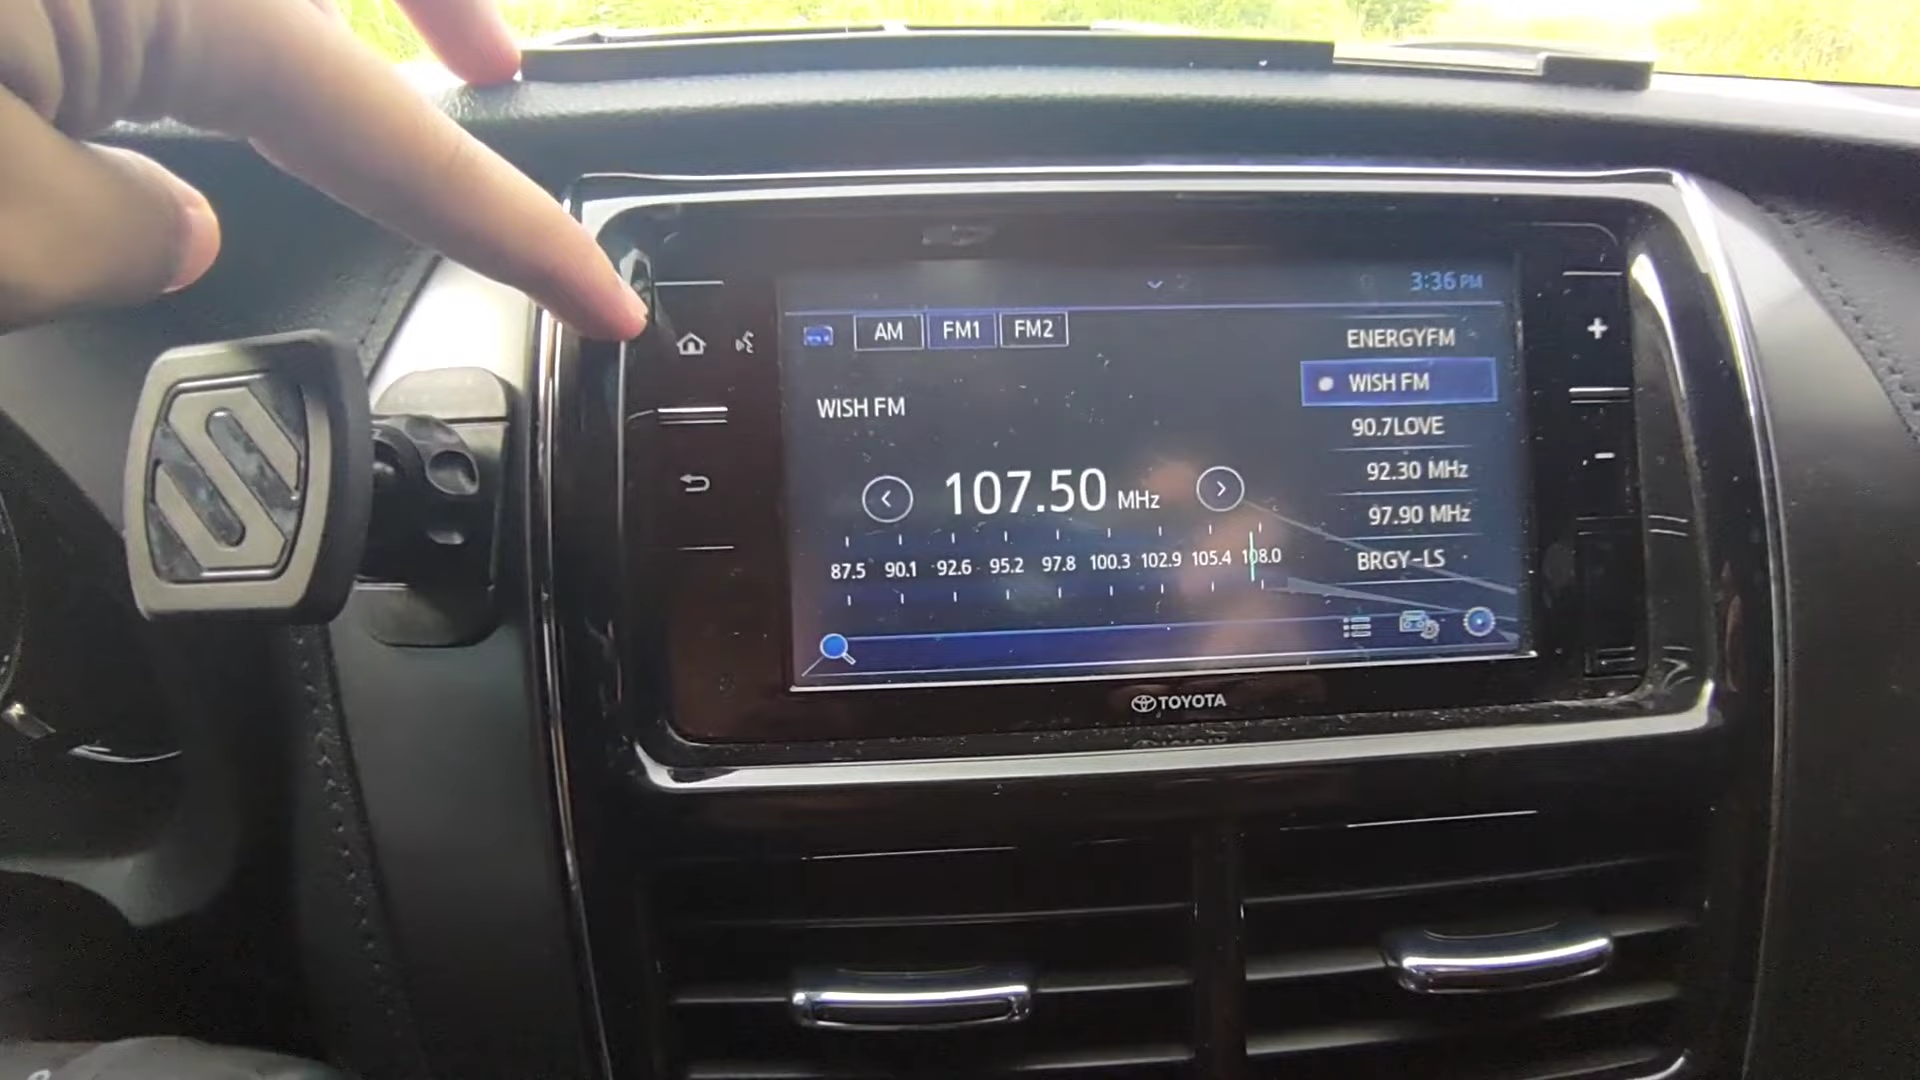 3:36 PM
AM FM1 FM2
ENERGYFM
WISH FM
90.7LOVE
92.30 MHz
97.90 MHz
BRGY-LS
WISH FM
107.50 MHz
87.5 90.1 92.6 95.2 97.8 100.3 102.9 105.4 108.0
+
-
TOYOTA